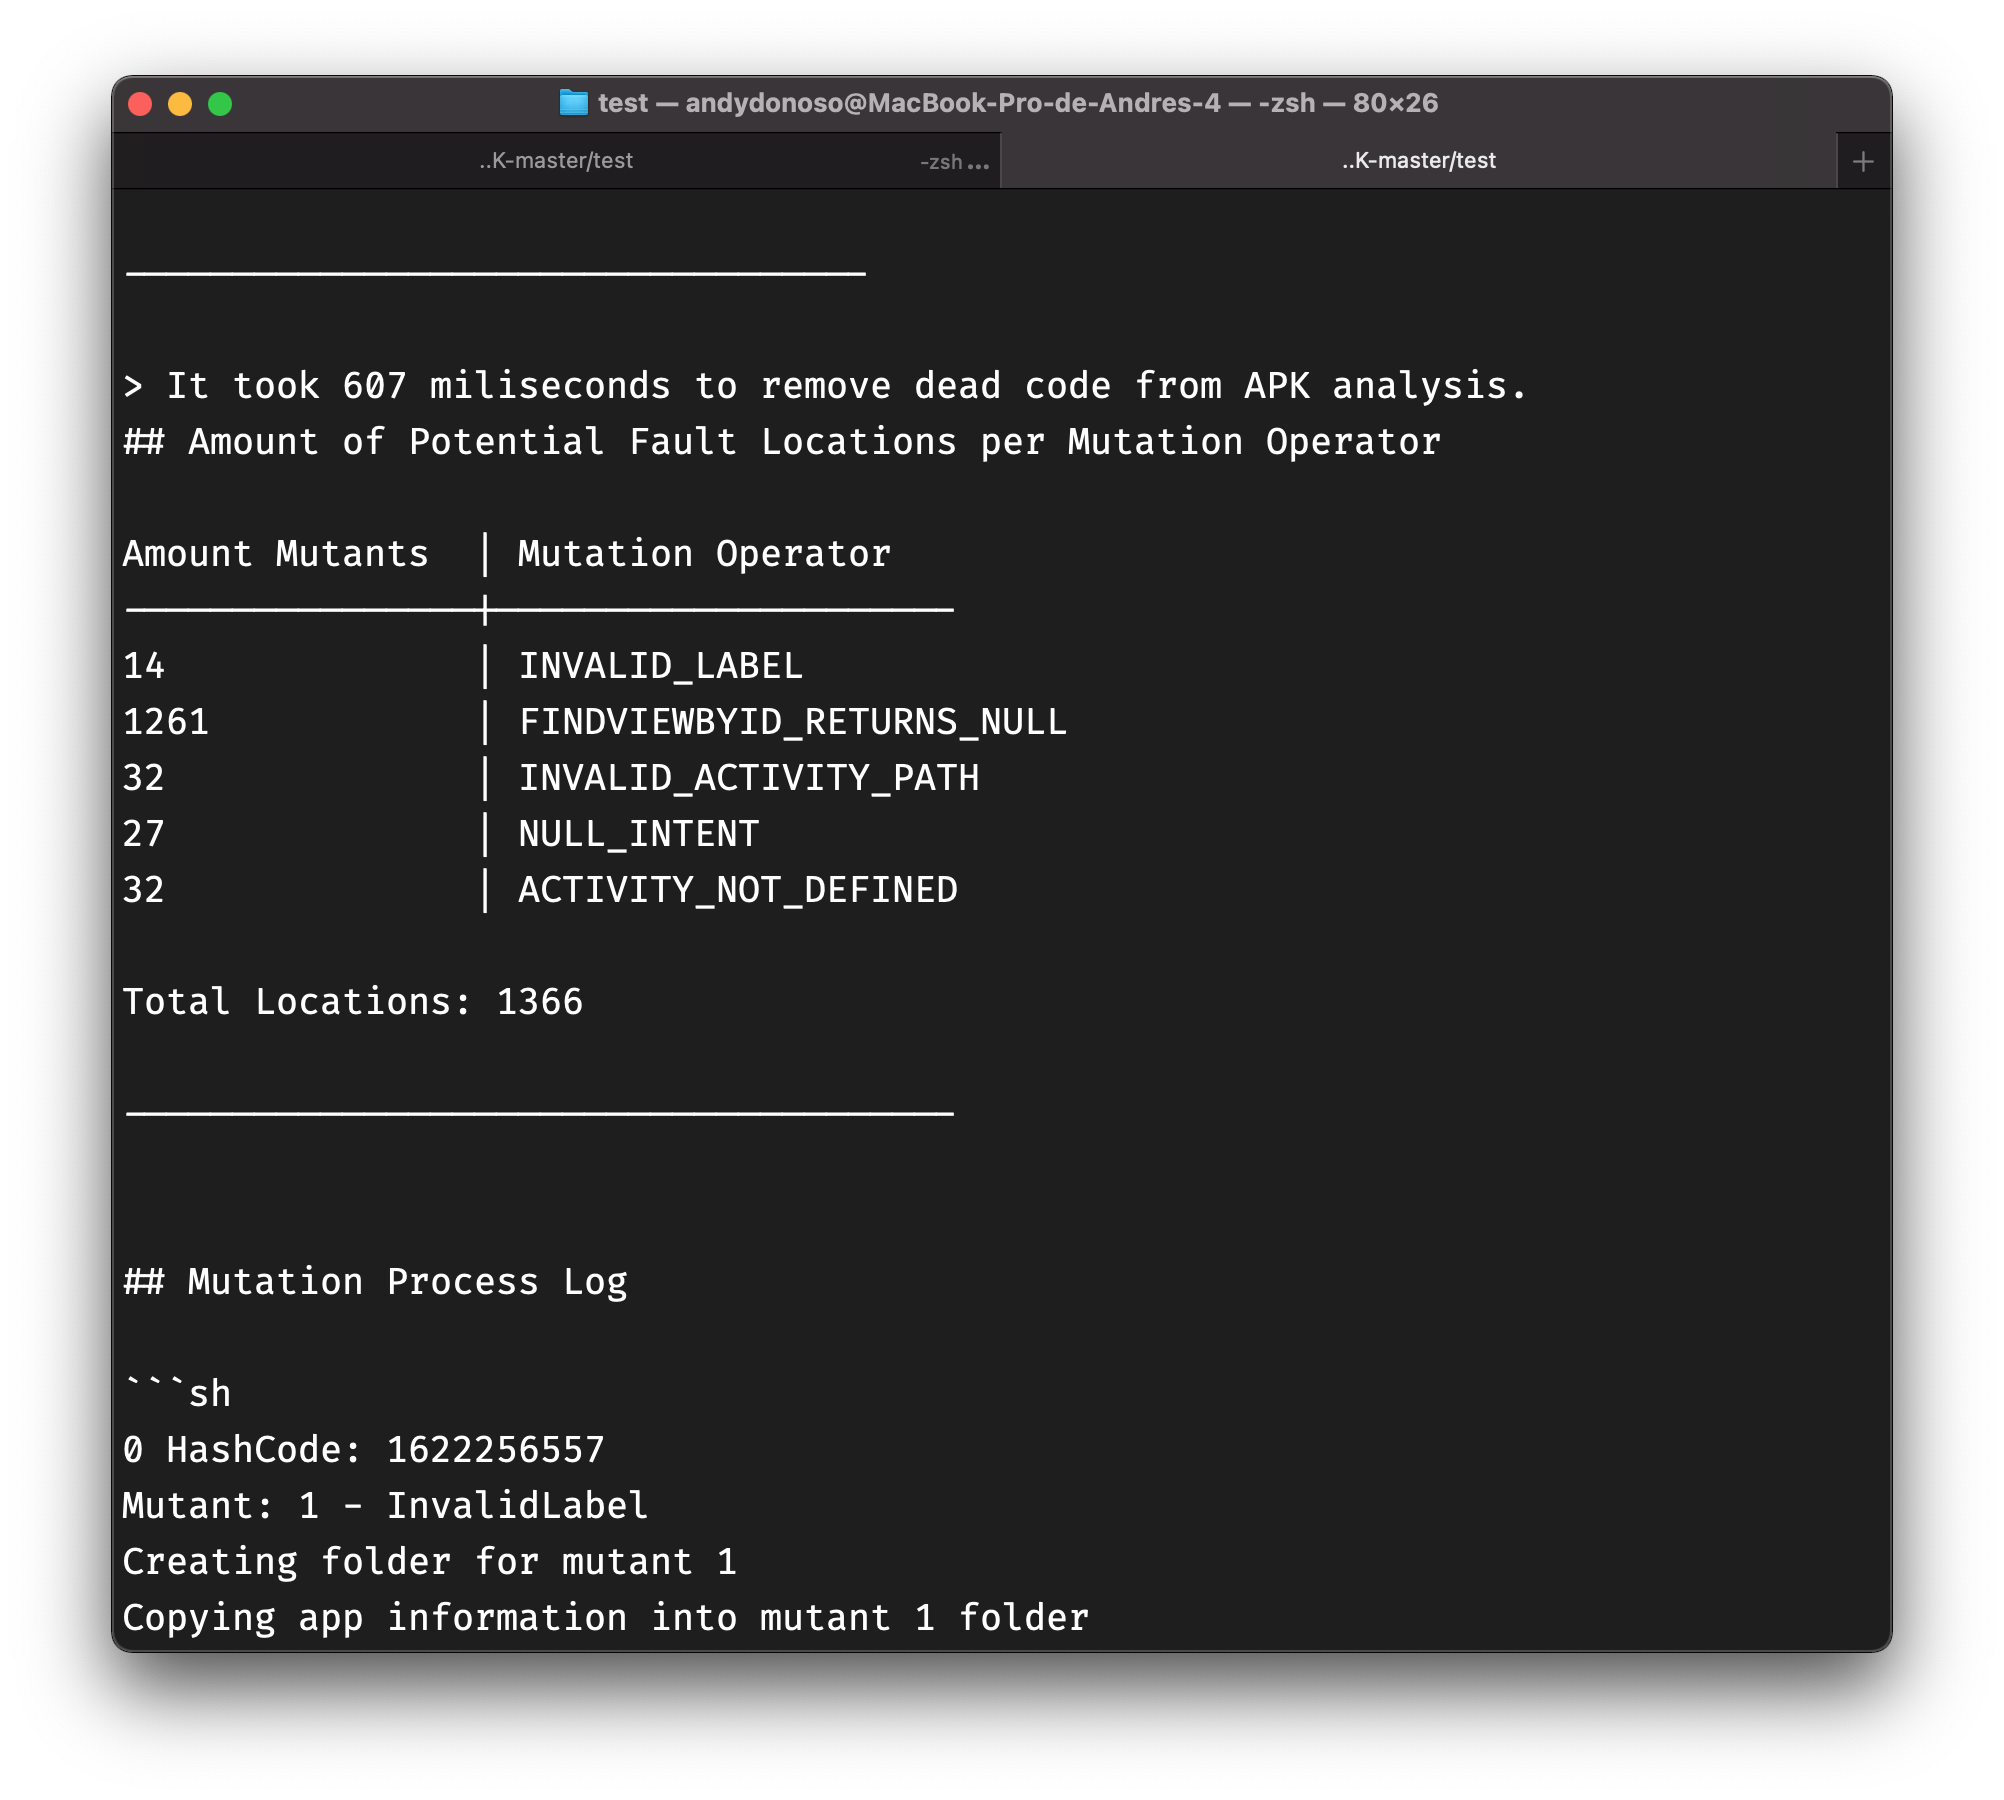 test — andydonoso@MacBook-Pro-de-Andres-4 — -zsh — 80×26
..K-master/test -zsh ... ..K-master/test +
—————————————————————————————————
> It took 607 miliseconds to remove dead code from APK analysis.
## Amount of Potential Fault Locations per Mutation Operator
Amount Mutants | Mutation Operator
----------------+---------------------
14 | INVALID_LABEL
1261 | FINDVIEWBYID_RETURNS_NULL
32 | INVALID_ACTIVITY_PATH
27 | NULL_INTENT
32 | ACTIVITY_NOT_DEFINED
Total Locations: 1366
--------------------------------------
## Mutation Process Log
```sh
0 HashCode: 1622256557
Mutant: 1 - InvalidLabel
Creating folder for mutant 1
Copying app information into mutant 1 folder